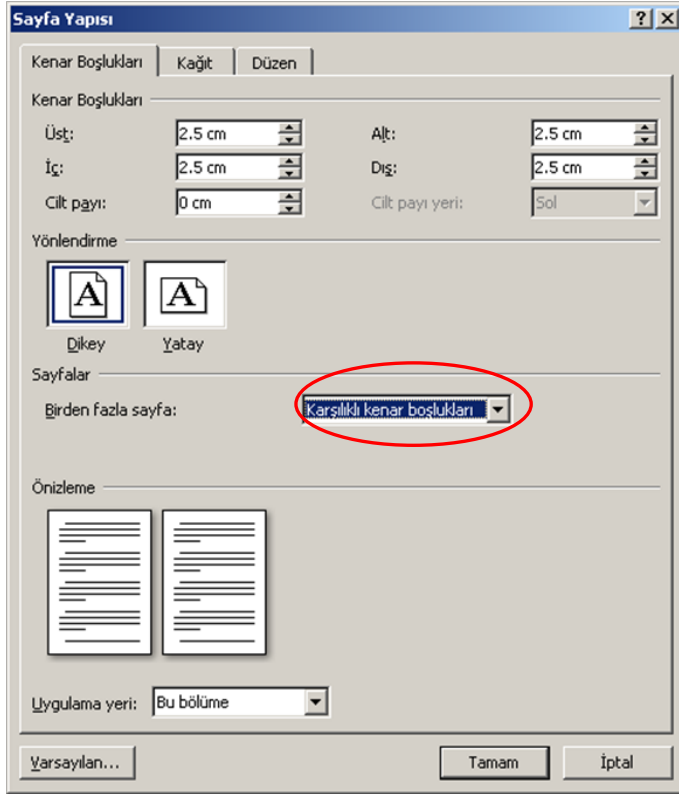 Sayfa Yapısı
Kenar Boşlukları Kağıt Düzen
Kenar Boşlukları
Üst: 2.5 cm Alt: 2.5 cm
İç: 2.5 cm Dış: 2.5 cm
Cilt payı: 0 cm Cilt payı yeri: Sol
Yönlendirme
A A
Dikey Yatay
Sayfalar
Birden fazla sayfa: Karşılıklı kenar boşlukları
Önizleme
Uygulama yeri: Bu bölüme
Varsayılan... Tamam İptal